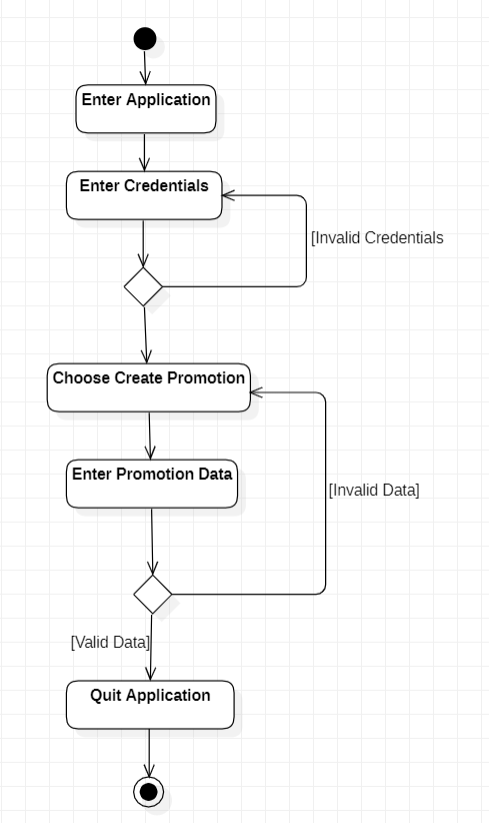 Enter Application
Enter Credentials
[Invalid Credentials
Choose Create Promotion
Enter Promotion Data
[Invalid Data]
[Valid Data]
Quit Application